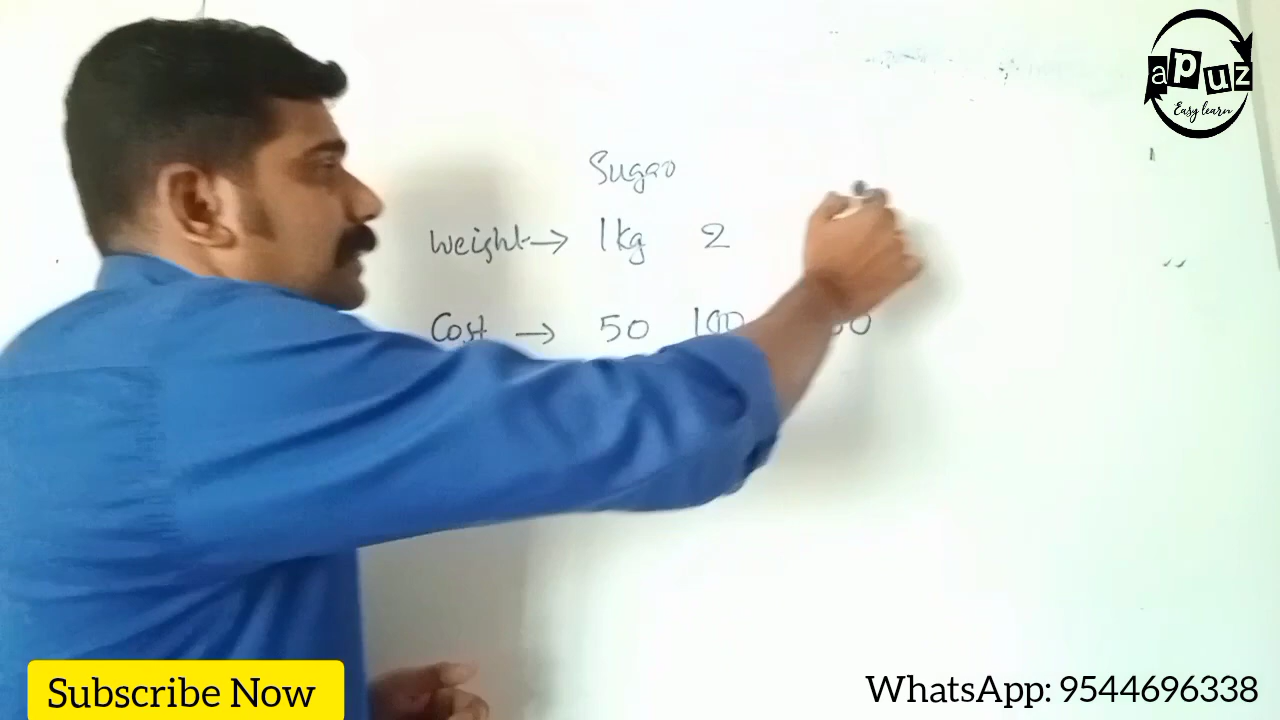 apuz
Easy learn
Sugar
Weight → 1kg 2
Cost → 50 100
Subscribe Now
WhatsApp: 9544696338